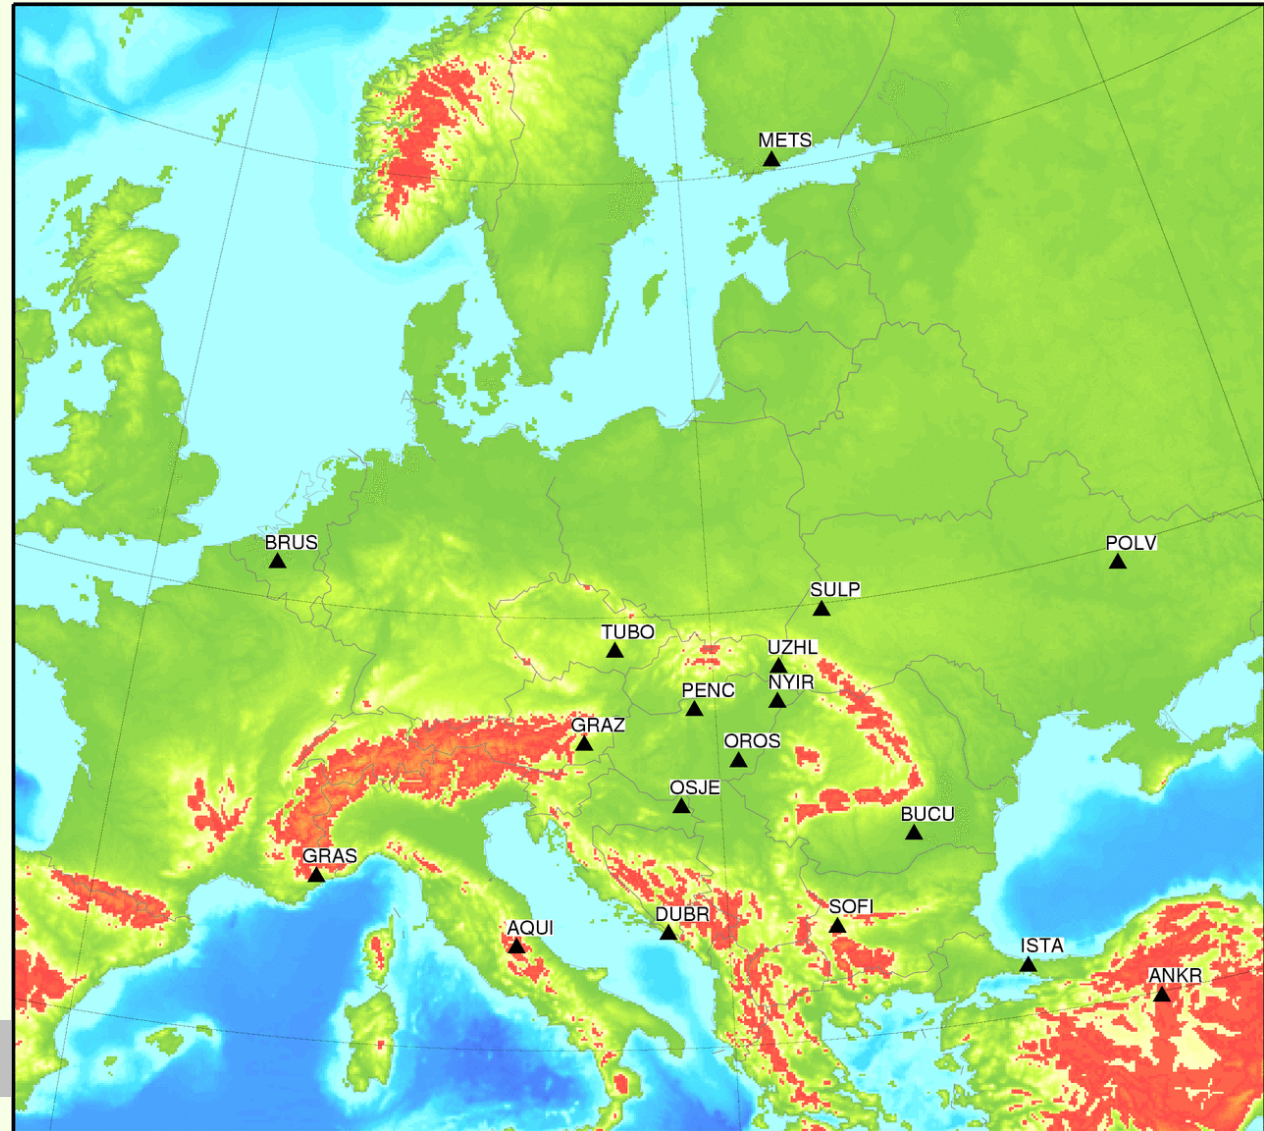 METS
BRUS
POLV
SULP
TUBO
UZHL
NYIR
PENC
GRAZ
OROS
OSJE
BUCU
GRAS
SOFI
DUBR
AQUI
ISTA
ANKR